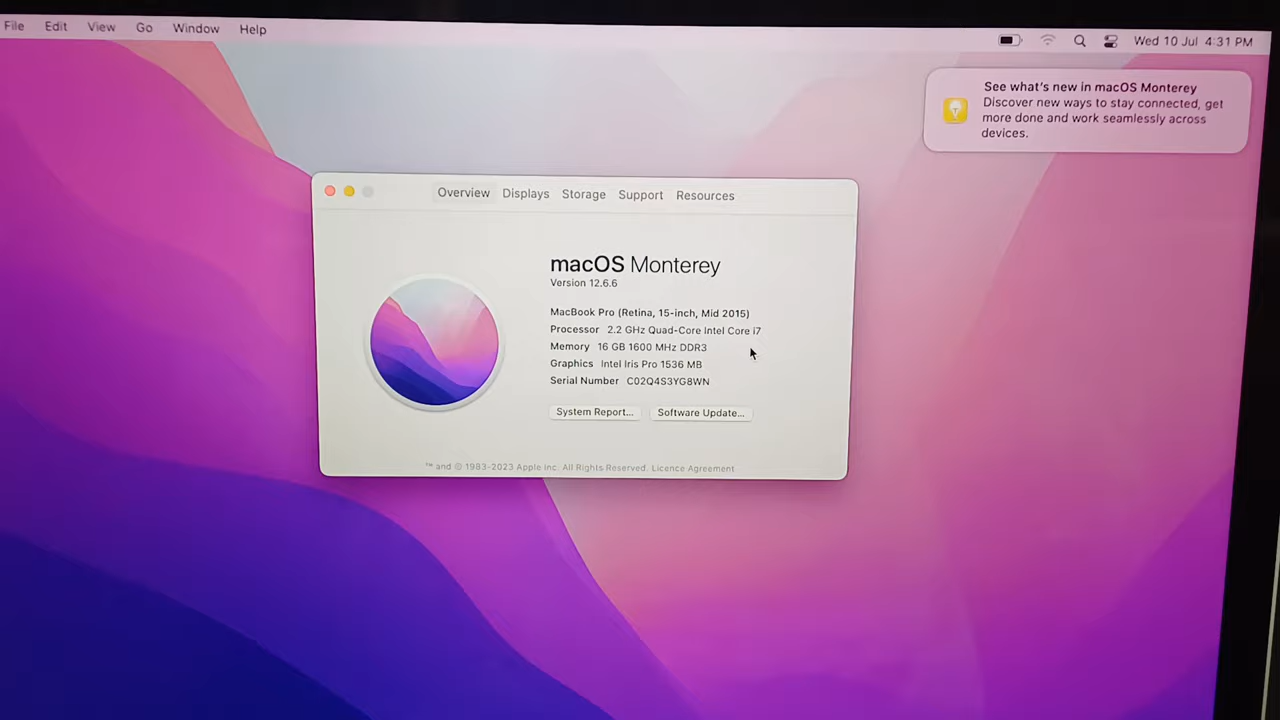 File Edit View Go Window Help
Wed 10 Jul 4:31 PM
See what's new in macOS Monterey
Discover new ways to stay connected, get
more done and work seamlessly across
devices.
Overview Displays Storage Support Resources
macOS Monterey
Version 12.6.6
MacBook Pro (Retina, 15-inch, Mid 2015)
Processor 2.2 GHz Quad-Core Intel Core i7
Memory 16 GB 1600 MHz DDR3
Graphics Intel Iris Pro 1536 MB
Serial Number C02Q4S3YG8WN
System Report... Software Update...
™ and © 1983-2023 Apple Inc. All Rights Reserved. Licence Agreement